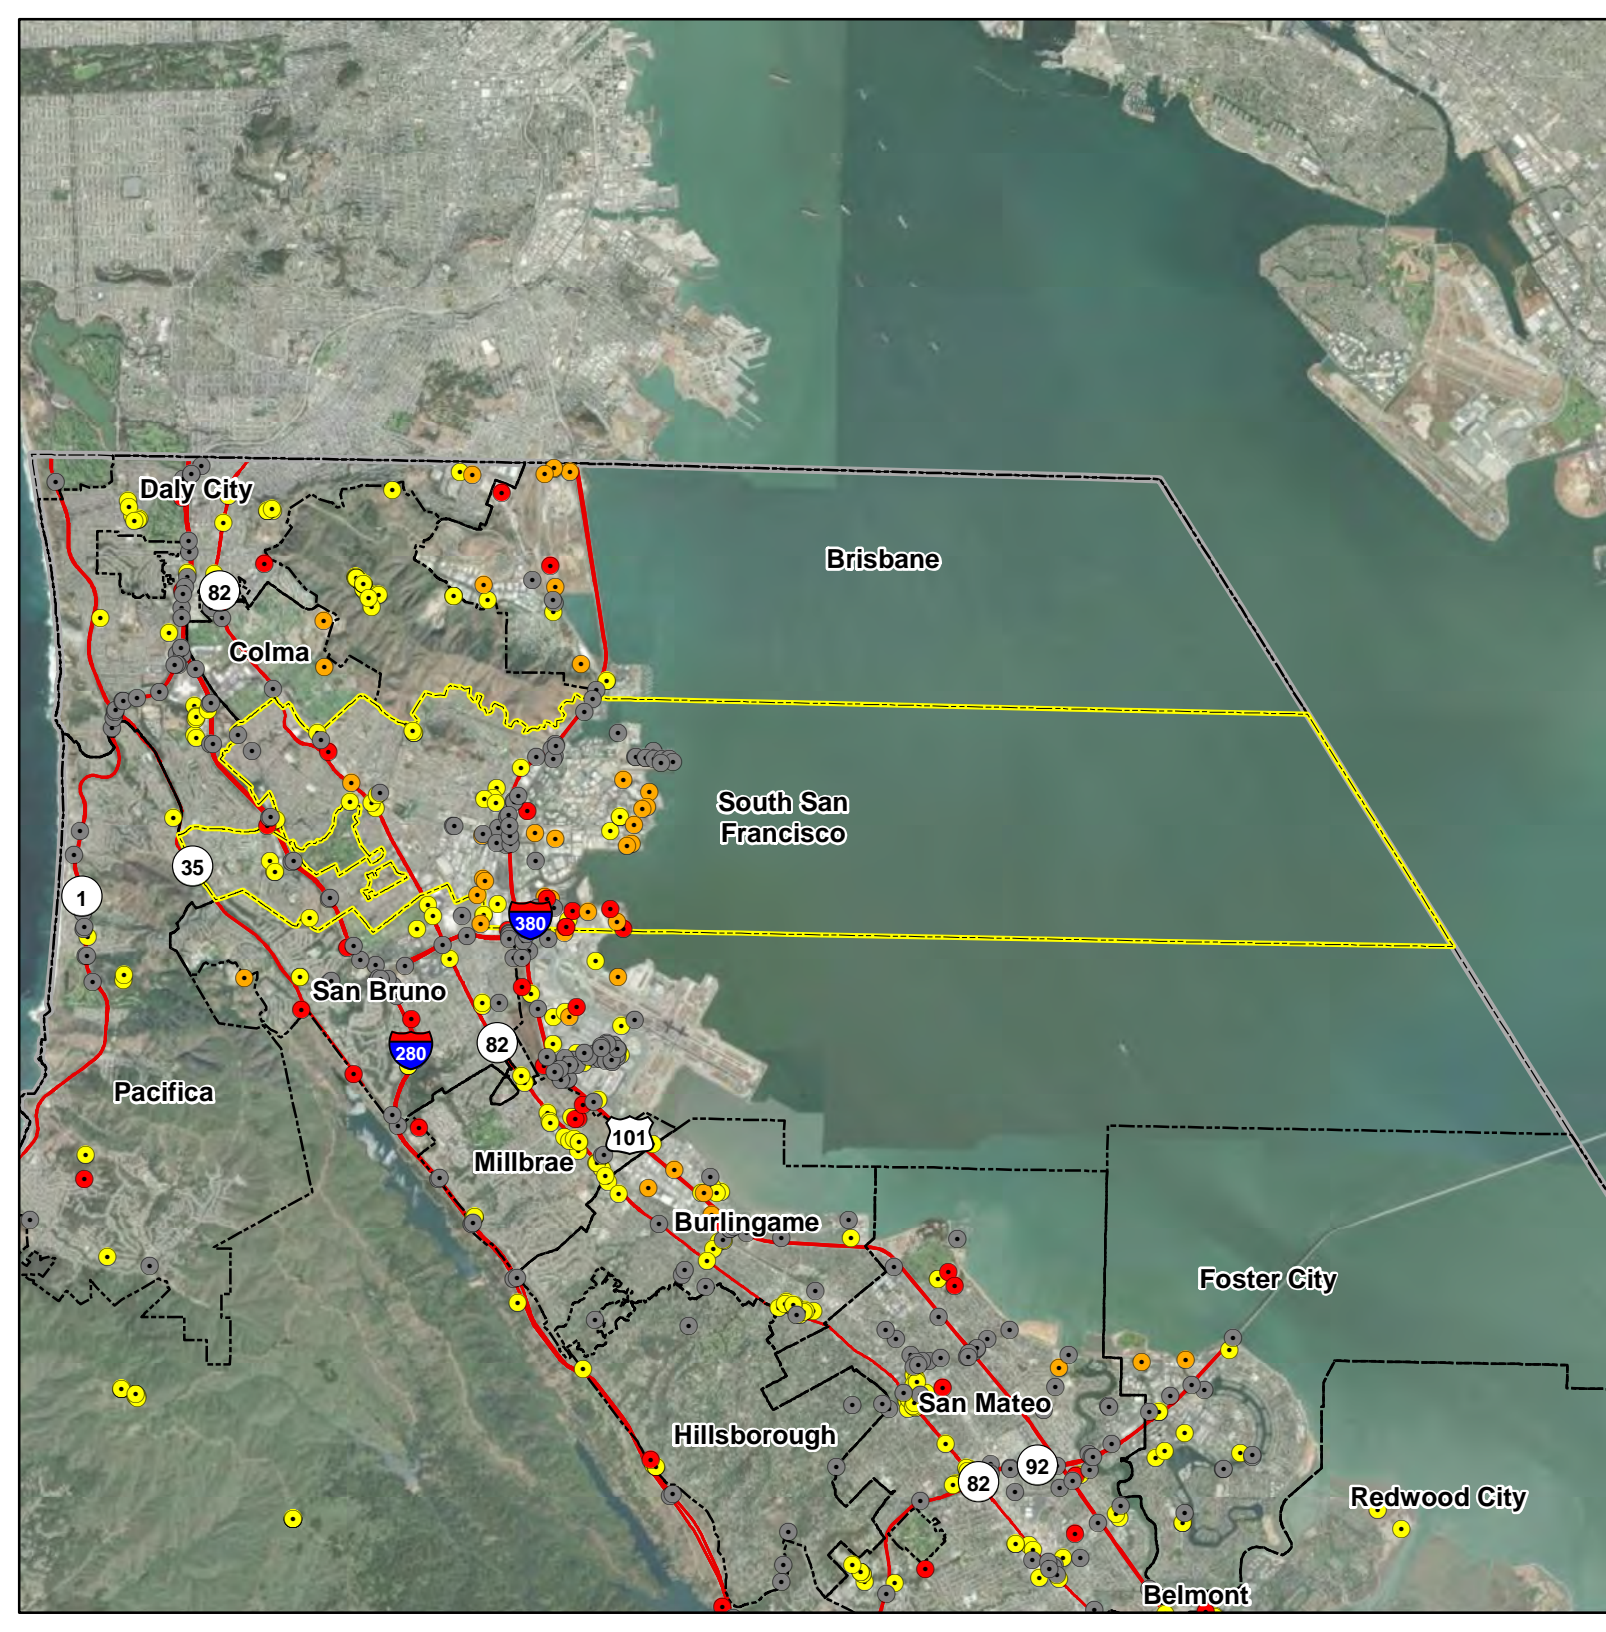 Daly City
Brisbane
82
Colma
South San
Francisco
35
1
380
San Bruno
280
82
Pacifica
101
Millbrae
Burlingame
Foster City
San Mateo
Hillsborough
92
82
Redwood City
Belmont